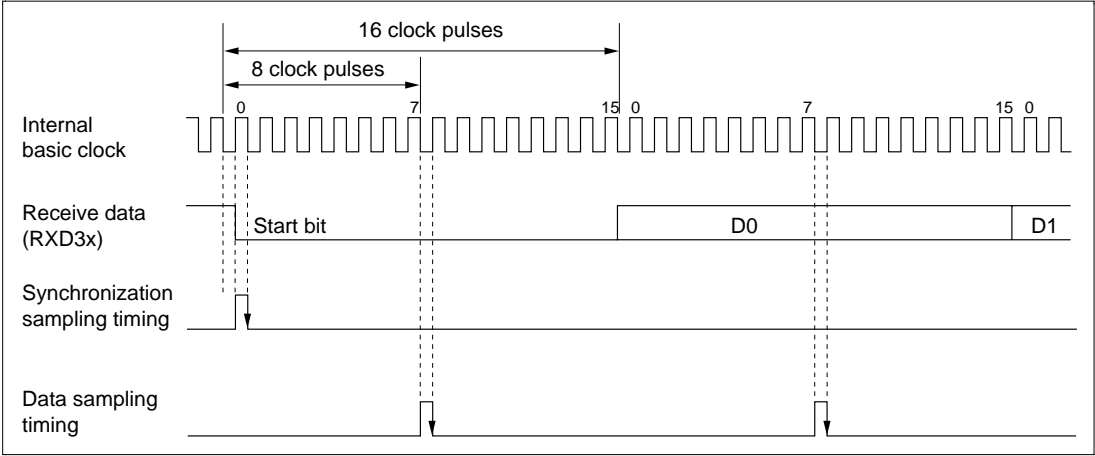 16 clock pulses
8 clock pulses
0 7 15 0 7 15 0
Internal
basic clock
Receive data
(RXD3x)
Start bit D0 D1
Synchronization
sampling timing
Data sampling
timing